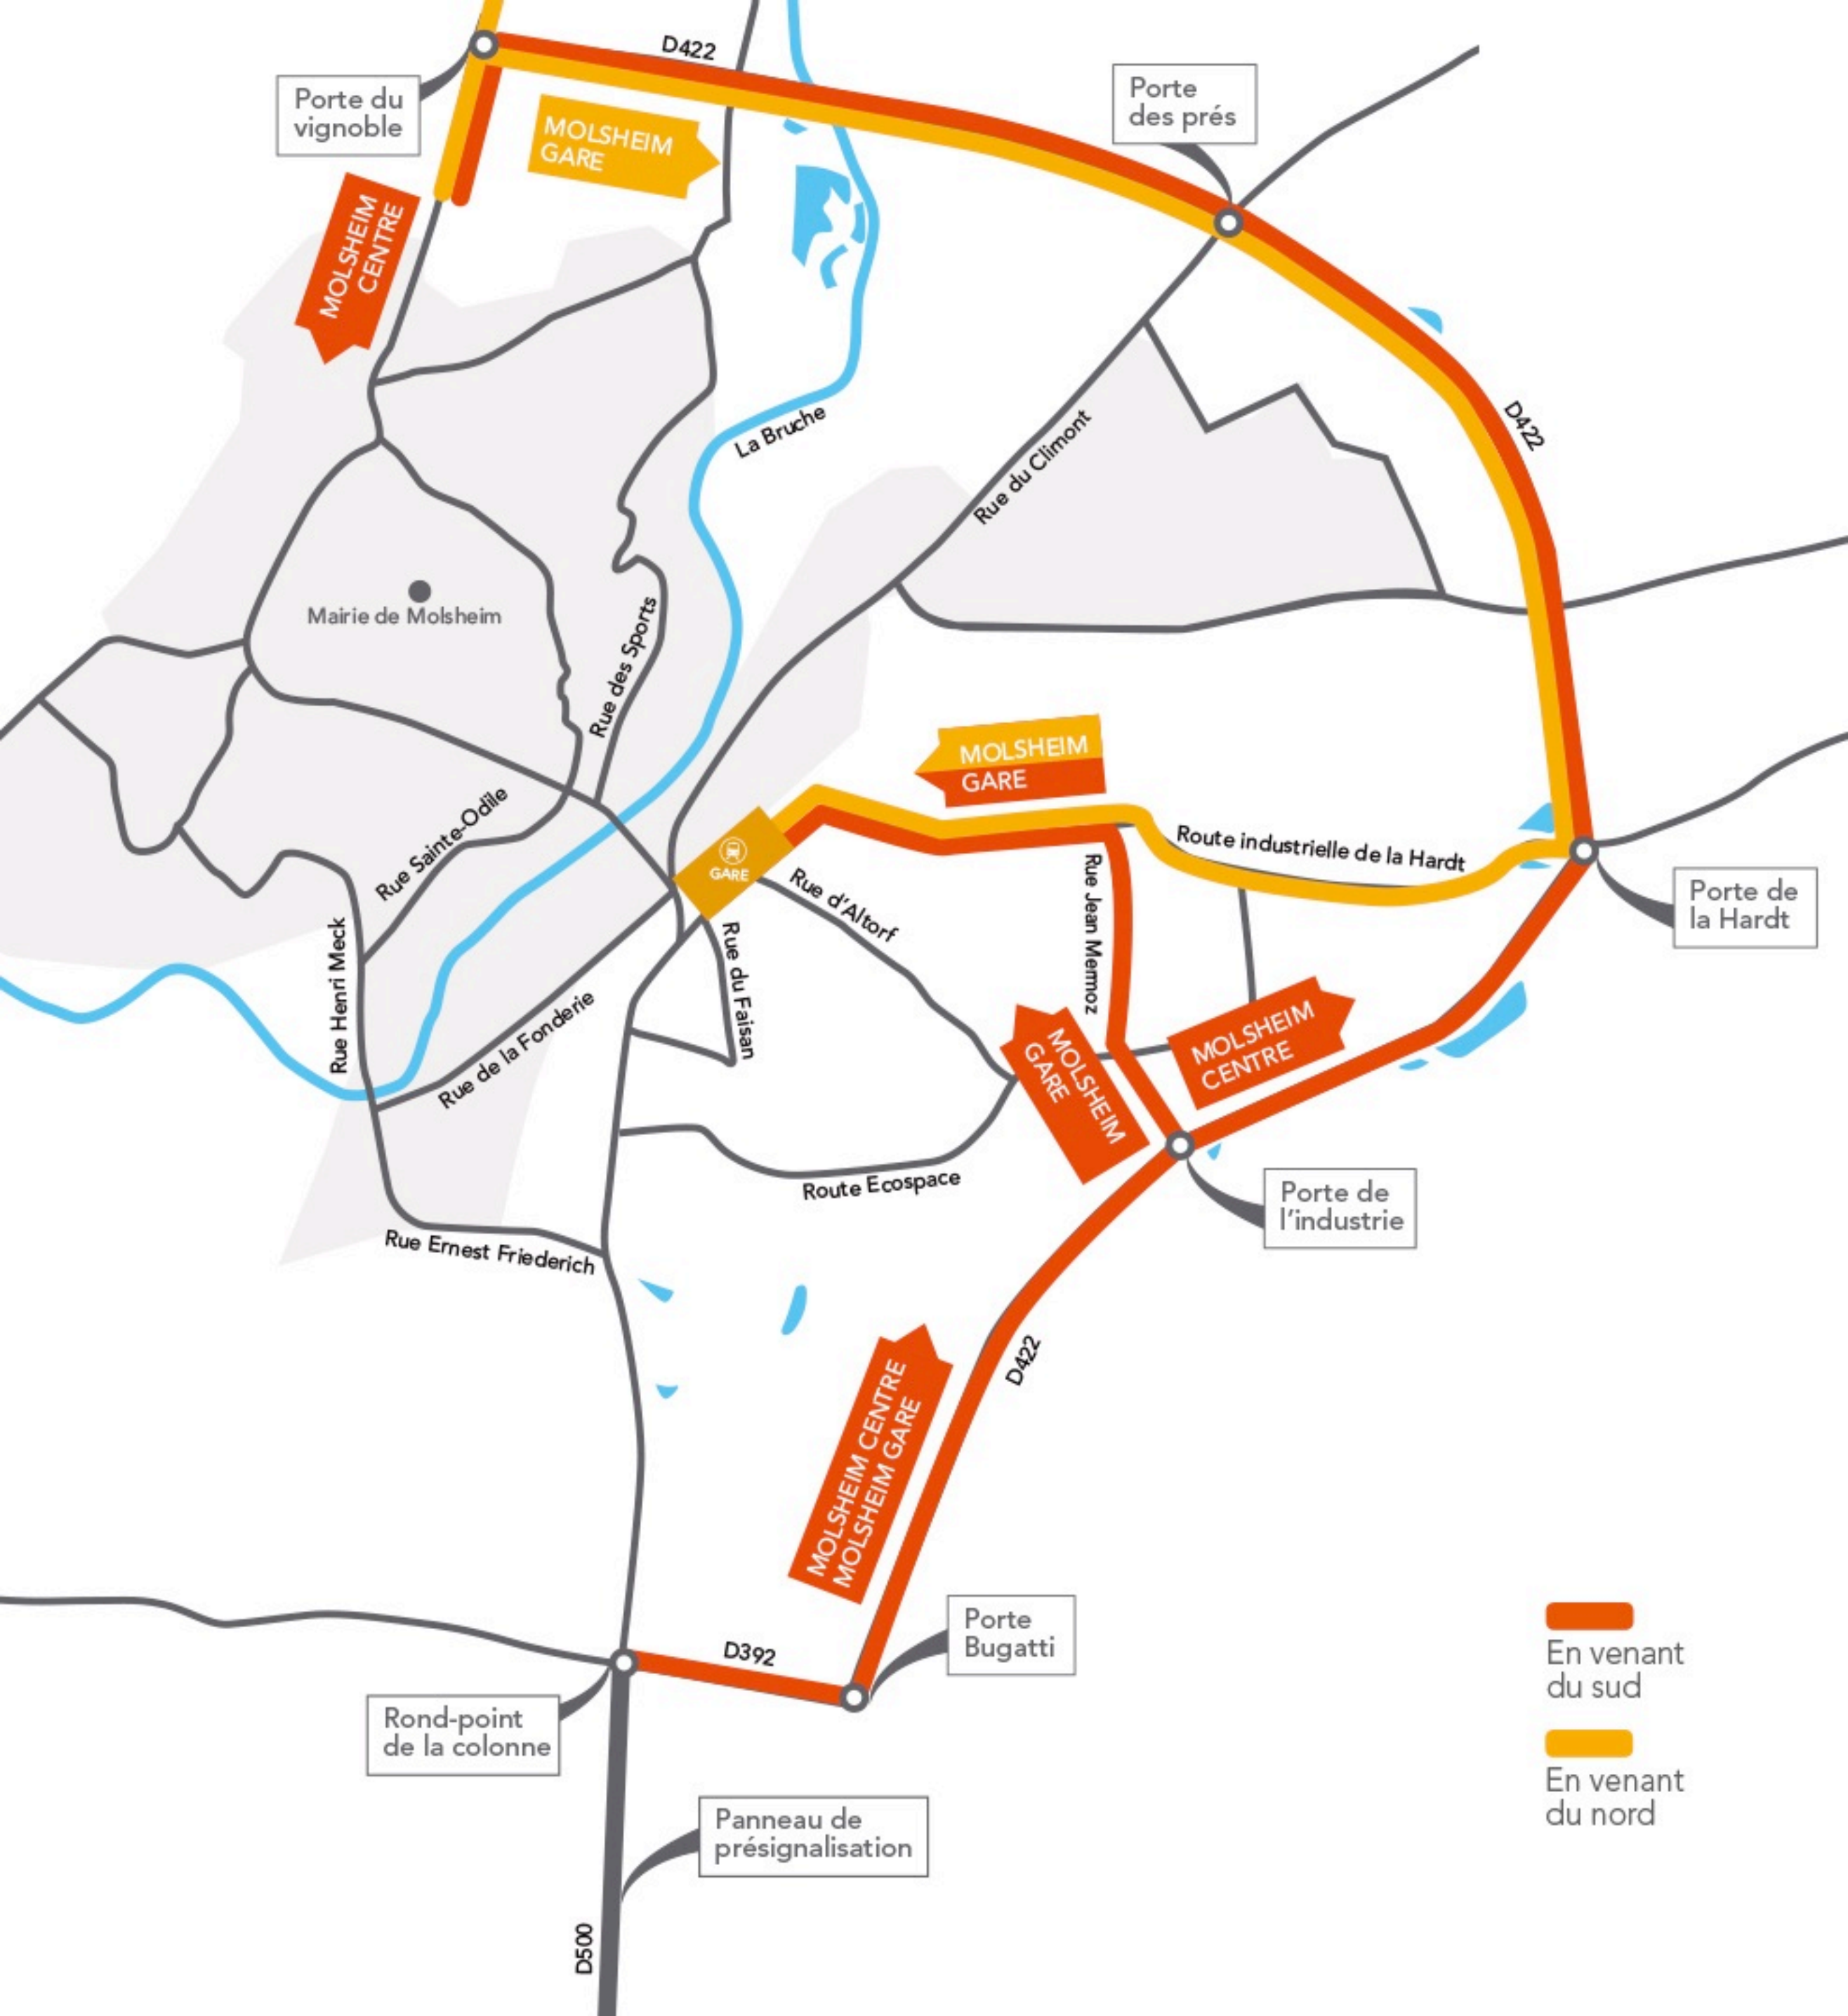 D422
Porte du
vignoble
Porte
des prés
MOLSHEIM
GARE
MOLSHEIM
CENTRE
D422
La Bruche
Rue du Climont
Mairie de Molsheim
Rue des Sports
MOLSHEIM
GARE
Rue Sainte-Odile
Route industrielle de la Hardt
GARE
Rue d'Altorf
Rue Jean Mermoz
Porte de
la Hardt
Rue Henri Meck
Rue du Faisan
Rue de la Fonderie
MOLSHEIM
GARE
MOLSHEIM
CENTRE
Route Ecospace
Porte de
l'industrie
Rue Ernest Friederich
D422
MOLSHEIM CENTRE
MOLSHEIM GARE
Porte
Bugatti
D392
Rond-point
de la colonne
En venant
du sud
En venant
du nord
Panneau de
présignalisation
D500